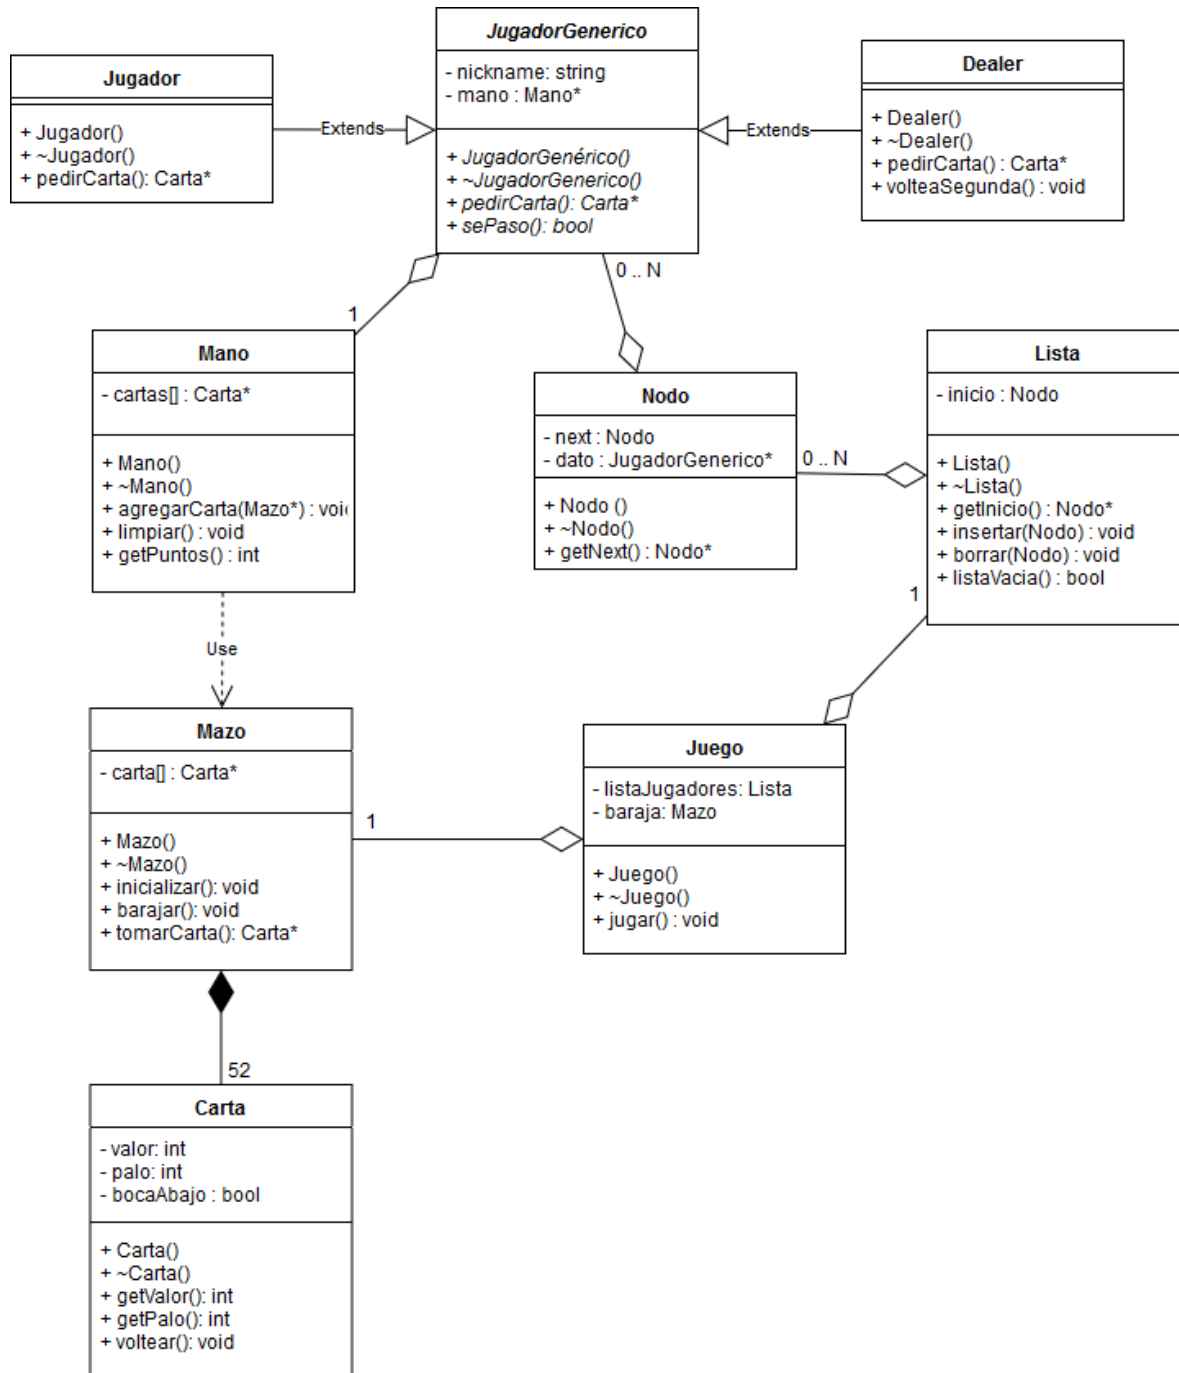 JugadorGenerico
- nickname: string
- mano : Mano*
+ JugadorGenérico()
+ ~JugadorGenerico()
+ pedirCarta(): Carta*
+ sePaso(): bool
Jugador
+ Jugador()
+ ~Jugador()
+ pedirCarta(): Carta*
Extends
Dealer
+ Dealer()
+ ~Dealer()
+ pedirCarta() : Carta*
+ volteaSegunda() : void
Extends
0 .. N
1
Mano
- cartas[] : Carta*
+ Mano()
+ ~Mano()
+ agregarCarta(Mazo*) : voi
+ limpiar() : void
+ getPuntos() : int
Nodo
- next : Nodo
- dato : JugadorGenerico*
+ Nodo ()
+ ~Nodo()
+ getNext() : Nodo*
0 .. N
Lista
- inicio : Nodo
+ Lista()
+ ~Lista()
+ getInicio() : Nodo*
+ insertar(Nodo) : void
+ borrar(Nodo) : void
+ listaVacia() : bool
1
Use
Mazo
- carta[] : Carta*
+ Mazo()
+ ~Mazo()
+ inicializar(): void
+ barajar(): void
+ tomarCarta(): Carta*
1
Juego
- listaJugadores: Lista
- baraja: Mazo
+ Juego()
+ ~Juego()
+ jugar() : void
52
Carta
- valor: int
- palo: int
- bocaAbajo : bool
+ Carta()
+ ~Carta()
+ getValor(): int
+ getPalo(): int
+ voltear(): void